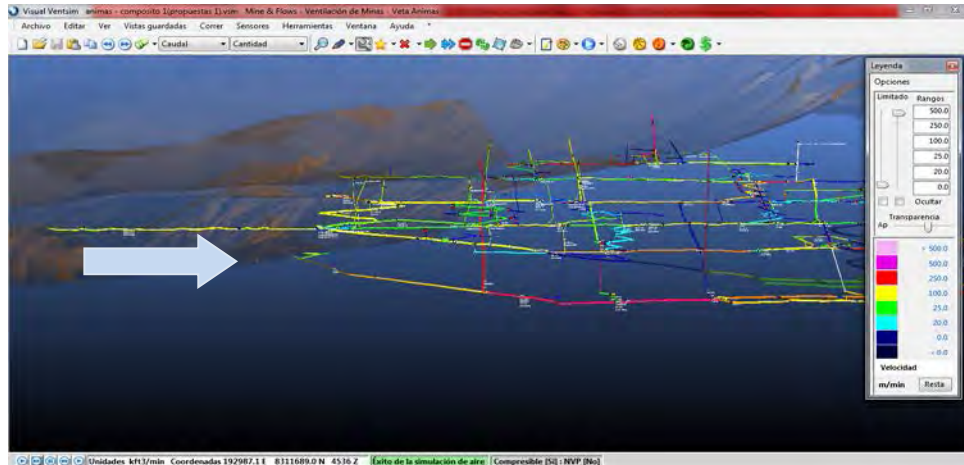 Visual Ventsim animas - composito 1(propuestas 1).vsm Mine & Flows - Ventilación de Minas - Veta Animas
Archivo Editar Ver Vistas guardadas Correr Sensores Herramientas Ventana Ayuda
Caudal Cantidad
Leyenda
Opciones
Limitado Rangos
500.0
250.0
100.0
25.0
20.0
0.0
Ocultar
Transparencia
Ap
> 500.0
500.0
250.0
100.0
25.0
20.0
0.0
< 0.0
Velocidad
m/min Resta
Unidades kft3/min Coordenadas 192987.1 E 8311689.0 N 4536 Z Éxito de la simulación de aire Compresible [Si] : NVP [No]